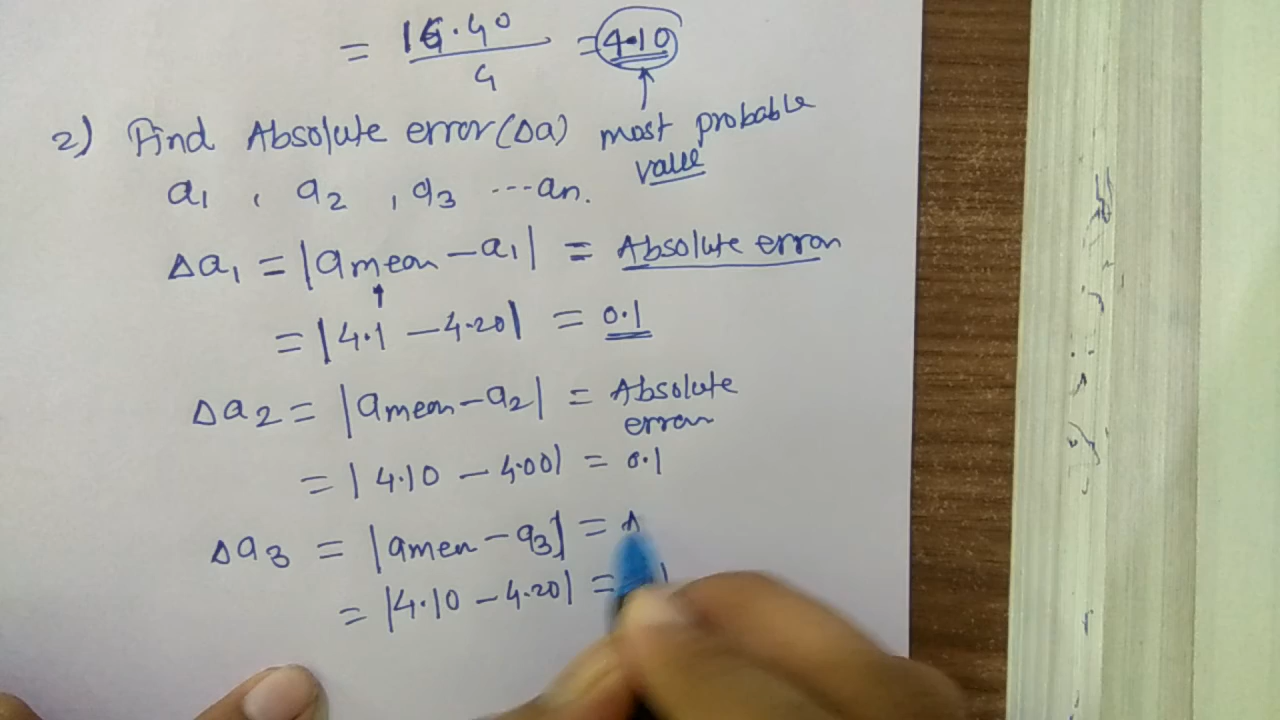 = 16.40 / 4 = 4.10
2) Find Absolute error (Δa) most probable value
a1 , a2 , a3 ... an.
Δa1 = |amean - a1| = Absolute error
= |4.1 - 4.20| = 0.1
Δa2 = |amean - a2| = Absolute error
= |4.10 - 4.00| = 0.1
Δa3 = |amen - a3| =
= |4.10 - 4.20| =